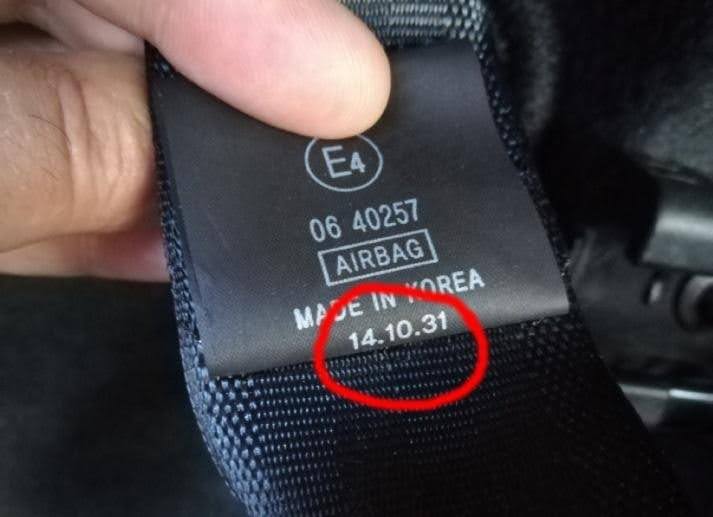 E4
06 40257
AIRBAG
MADE IN KOREA
14.10.31